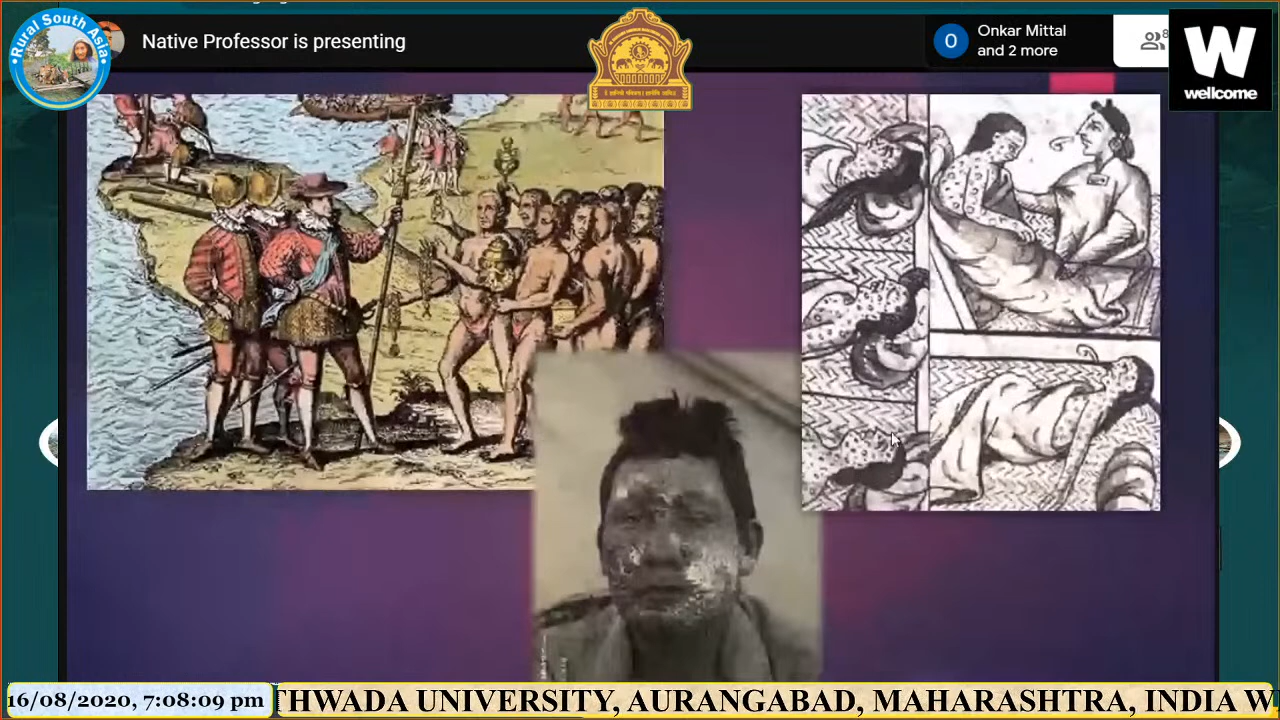 Rural South Asia
Native Professor is presenting
O
Onkar Mittal
and 2 more
8
W
wellcome
16/08/2020, 7:08:09 pm
THWADA UNIVERSITY, AURANGABAD, MAHARASHTRA, INDIA W